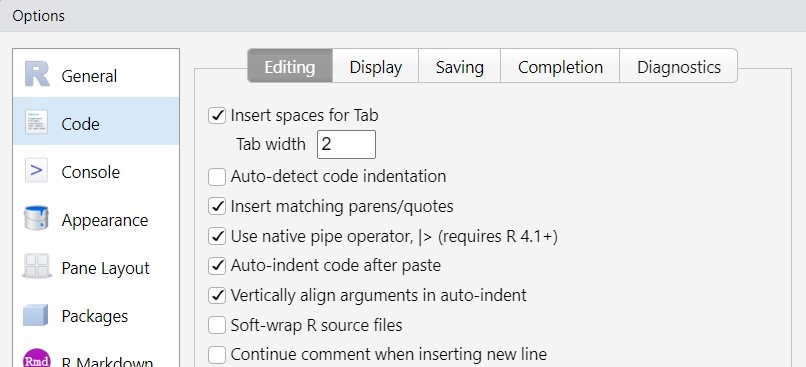 Options
R General
Code
> Console
Appearance
Pane Layout
Packages
Rmd R Markdown
Editing Display Saving Completion Diagnostics
Insert spaces for Tab
Tab width 2
Auto-detect code indentation
Insert matching parens/quotes
Use native pipe operator, |> (requires R 4.1+)
Auto-indent code after paste
Vertically align arguments in auto-indent
Soft-wrap R source files
Continue comment when inserting new line